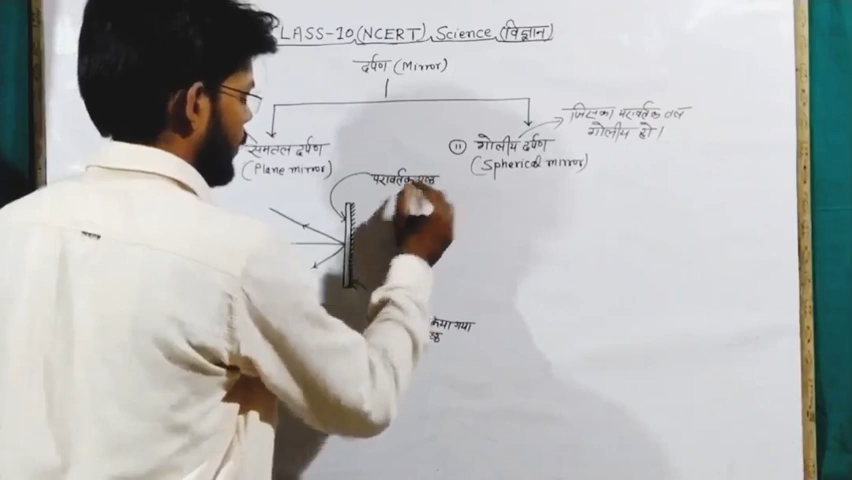 CLASS-10 (NCERT) Science (विज्ञान)
दर्पण (Mirror)
समतल दर्पण
(Plane mirror)
(ii) गोलीय दर्पण
(Spherical mirror)
जिसका परावर्तक तल
गोलीय हो।
परावर्तक
किया गया